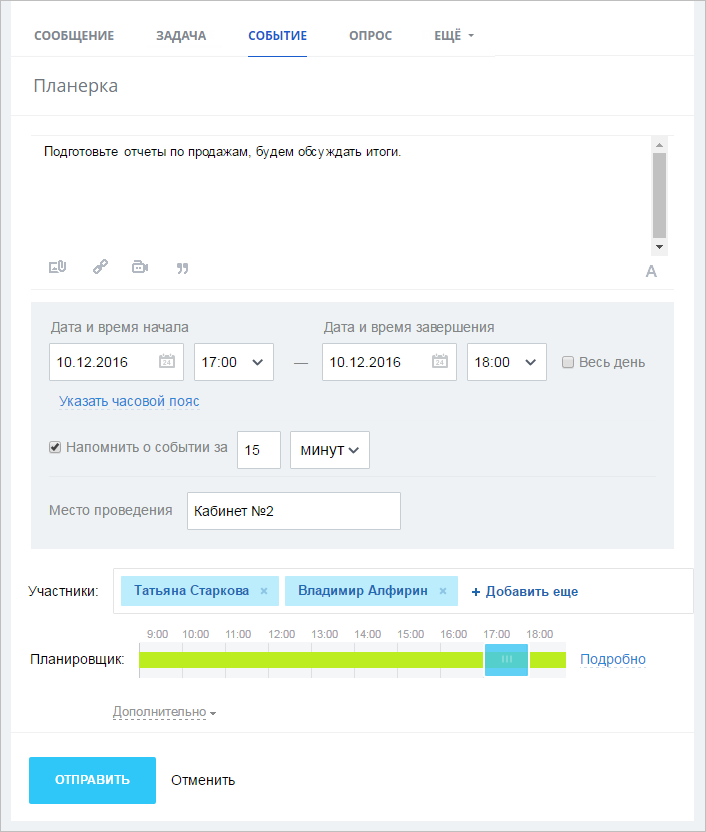 СООБЩЕНИЕ ЗАДАЧА СОБЫТИЕ ОПРОС ЕЩЁ
Планерка
Подготовьте отчеты по продажам, будем обсуждать итоги.
A
Дата и время начала Дата и время завершения
10.12.2016 24 17:00 — 10.12.2016 24 18:00 Весь день
Указать часовой пояс
Напомнить о событии за 15 минут
Место проведения Кабинет №2
Участники: Татьяна Старкова × Владимир Алфирин × + Добавить еще
9:00 10:00 11:00 12:00 13:00 14:00 15:00 16:00 17:00 18:00
Планировщик: Подробно
Дополнительно
ОТПРАВИТЬ Отменить